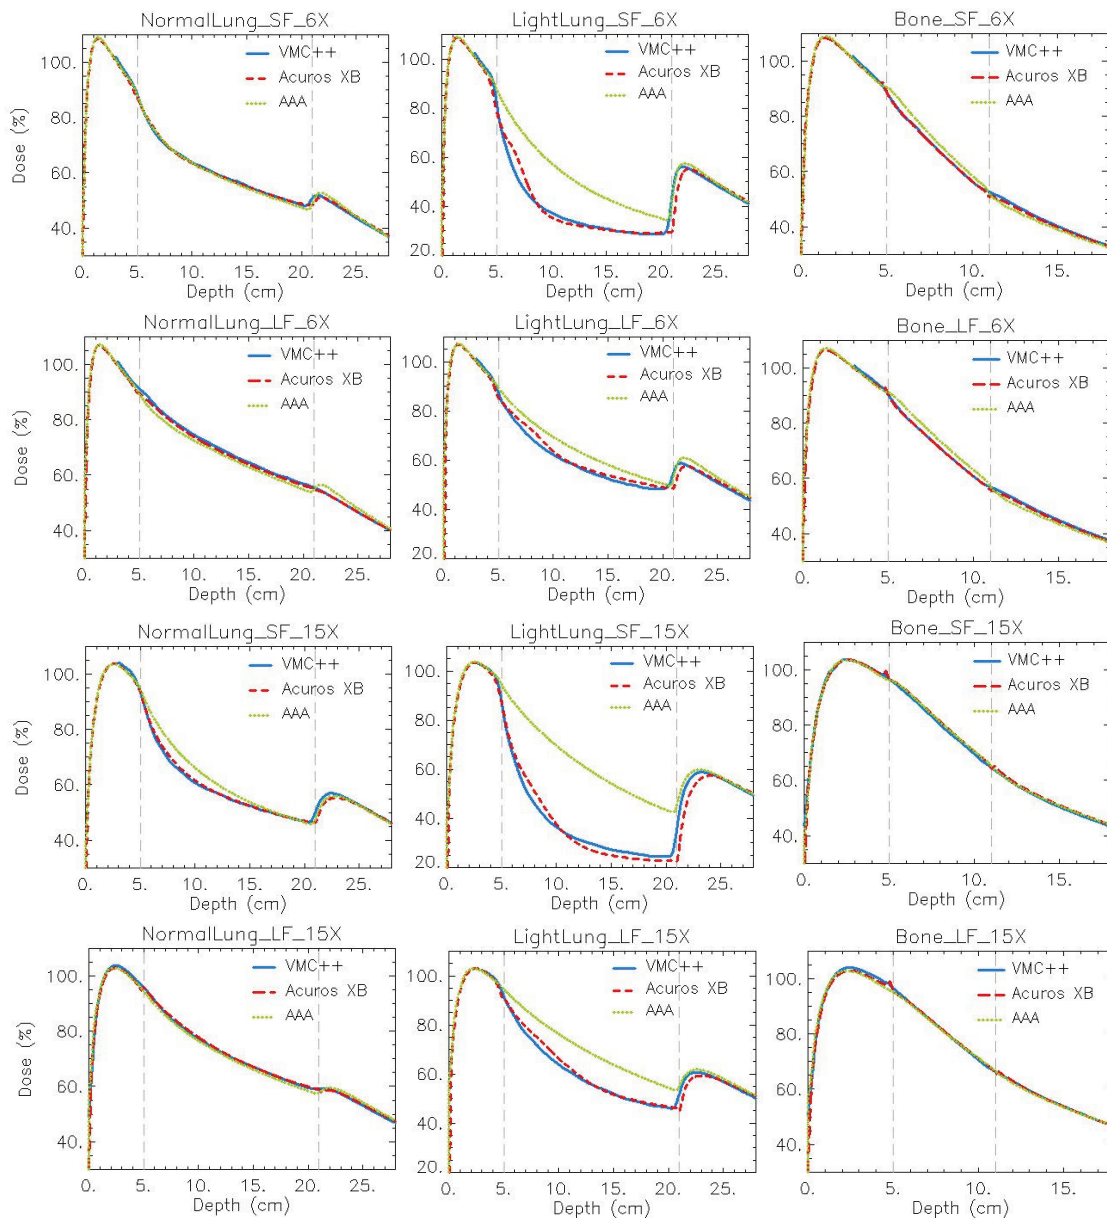 NormalLung_SF_6X
Dose (%)
100.
80.
60.
40.
VMC++
Acuros XB
AAA
0. 5. 10. 15. 20. 25.
Depth (cm)
LightLung_SF_6X
100.
80.
60.
40.
20.
VMC++
Acuros XB
AAA
0. 5. 10. 15. 20. 25.
Depth (cm)
Bone_SF_6X
100.
80.
60.
40.
VMC++
Acuros XB
AAA
0. 5. 10. 15.
Depth (cm)
NormalLung_LF_6X
Dose (%)
100.
80.
60.
40.
VMC++
Acuros XB
AAA
0. 5. 10. 15. 20. 25.
Depth (cm)
LightLung_LF_6X
100.
80.
60.
40.
20.
VMC++
Acuros XB
AAA
0. 5. 10. 15. 20. 25.
Depth (cm)
Bone_LF_6X
100.
80.
60.
40.
VMC++
Acuros XB
AAA
0. 5. 10. 15.
Depth (cm)
NormalLung_SF_15X
Dose (%)
100.
80.
60.
40.
VMC++
Acuros XB
AAA
0. 5. 10. 15. 20. 25.
Depth (cm)
LightLung_SF_15X
100.
80.
60.
40.
20.
VMC++
Acuros XB
AAA
0. 5. 10. 15. 20. 25.
Depth (cm)
Bone_SF_15X
100.
80.
60.
40.
VMC++
Acuros XB
AAA
0. 5. 10. 15.
Depth (cm)
NormalLung_LF_15X
Dose (%)
100.
80.
60.
40.
VMC++
Acuros XB
AAA
0. 5. 10. 15. 20. 25.
Depth (cm)
LightLung_LF_15X
100.
80.
60.
40.
20.
VMC++
Acuros XB
AAA
0. 5. 10. 15. 20. 25.
Depth (cm)
Bone_LF_15X
100.
80.
60.
40.
VMC++
Acuros XB
AAA
0. 5. 10. 15.
Depth (cm)